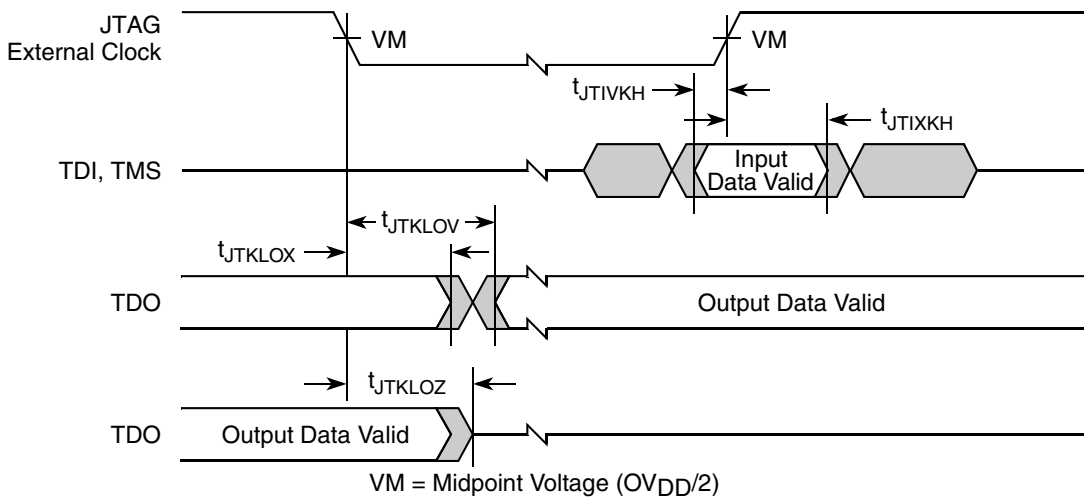 JTAG
External Clock
VM
VM
tJTIVKH
tJTIXKH
TDI, TMS
Input
Data Valid
tJTKLOV
tJTKLOX
TDO
Output Data Valid
tJTKLOZ
TDO
Output Data Valid
VM = Midpoint Voltage (OVDD/2)